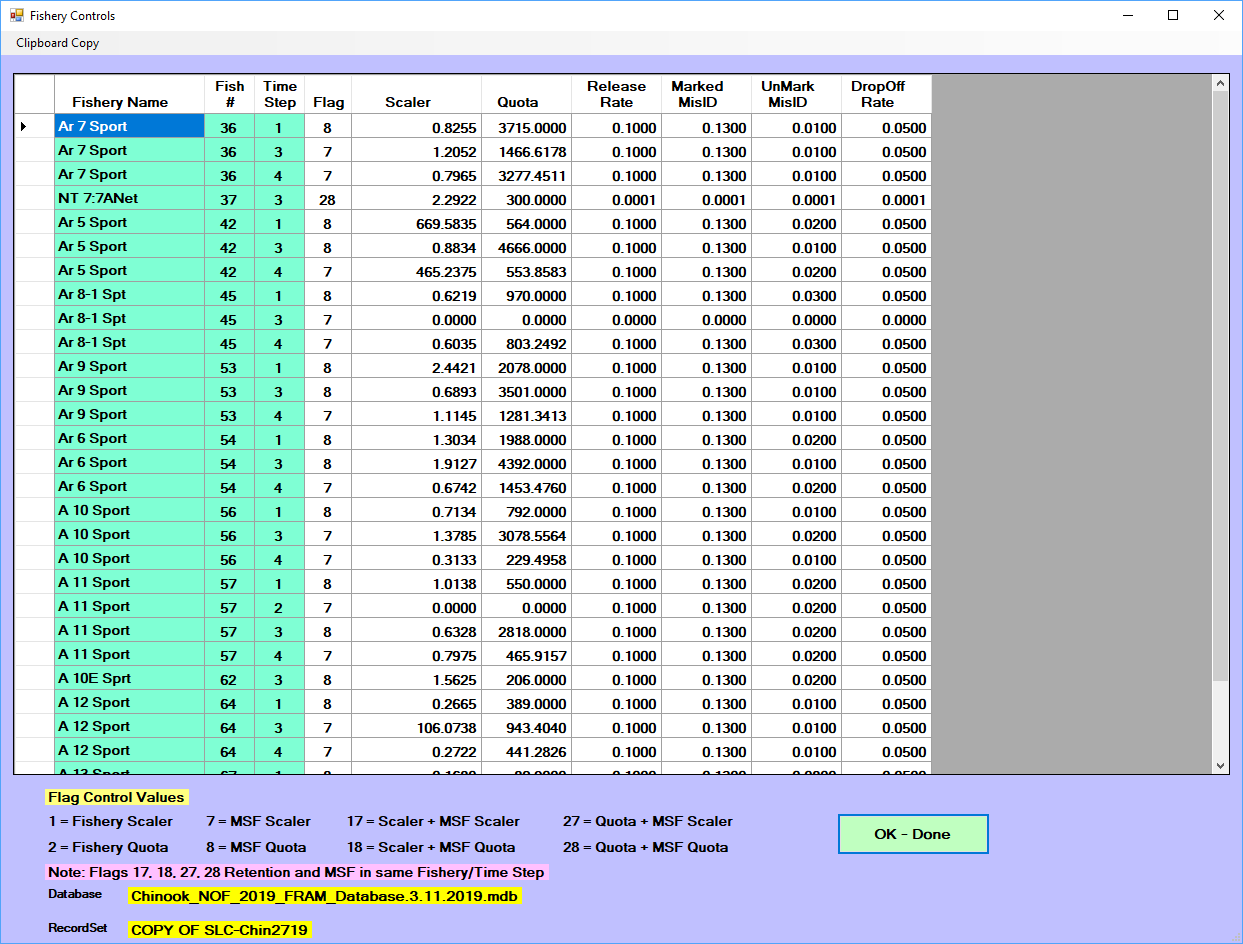 Fishery Controls
Clipboard Copy
Fishery Name Fish # Time Step Flag Scaler Quota Release Rate Marked MisID UnMark MisID DropOff Rate
Ar 7 Sport 36 1 8 0.8255 3715.0000 0.1000 0.1300 0.0100 0.0500
Ar 7 Sport 36 3 7 1.2052 1466.6178 0.1000 0.1300 0.0100 0.0500
Ar 7 Sport 36 4 7 0.7965 3277.4511 0.1000 0.1300 0.0100 0.0500
NT 7:7ANet 37 3 28 2.2922 300.0000 0.0001 0.0001 0.0001 0.0001
Ar 5 Sport 42 1 8 669.5835 564.0000 0.1000 0.1300 0.0200 0.0500
Ar 5 Sport 42 3 8 0.8834 4666.0000 0.1000 0.1300 0.0100 0.0500
Ar 5 Sport 42 4 7 465.2375 553.8583 0.1000 0.1300 0.0200 0.0500
Ar 8-1 Spt 45 1 8 0.6219 970.0000 0.1000 0.1300 0.0300 0.0500
Ar 8-1 Spt 45 3 7 0.0000 0.0000 0.0000 0.0000 0.0000 0.0000
Ar 8-1 Spt 45 4 7 0.6035 803.2492 0.1000 0.1300 0.0300 0.0500
Ar 9 Sport 53 1 8 2.4421 2078.0000 0.1000 0.1300 0.0100 0.0500
Ar 9 Sport 53 3 8 0.6893 3501.0000 0.1000 0.1300 0.0100 0.0500
Ar 9 Sport 53 4 7 1.1145 1281.3413 0.1000 0.1300 0.0100 0.0500
Ar 6 Sport 54 1 8 1.3034 1988.0000 0.1000 0.1300 0.0200 0.0500
Ar 6 Sport 54 3 8 1.9127 4392.0000 0.1000 0.1300 0.0100 0.0500
Ar 6 Sport 54 4 7 0.6742 1453.4760 0.1000 0.1300 0.0200 0.0500
A 10 Sport 56 1 8 0.7134 792.0000 0.1000 0.1300 0.0100 0.0500
A 10 Sport 56 3 7 1.3785 3078.5564 0.1000 0.1300 0.0200 0.0500
A 10 Sport 56 4 7 0.3133 229.4958 0.1000 0.1300 0.0100 0.0500
A 11 Sport 57 1 8 1.0138 550.0000 0.1000 0.1300 0.0200 0.0500
A 11 Sport 57 2 7 0.0000 0.0000 0.1000 0.1300 0.0200 0.0500
A 11 Sport 57 3 8 0.6328 2818.0000 0.1000 0.1300 0.0200 0.0500
A 11 Sport 57 4 7 0.7975 465.9157 0.1000 0.1300 0.0200 0.0500
A 10E Sprt 62 3 8 1.5625 206.0000 0.1000 0.1300 0.0200 0.0500
A 12 Sport 64 1 8 0.2665 389.0000 0.1000 0.1300 0.0100 0.0500
A 12 Sport 64 3 7 106.0738 943.4040 0.1000 0.1300 0.0100 0.0500
A 12 Sport 64 4 7 0.2722 441.2826 0.1000 0.1300 0.0100 0.0500
A 13 Sport
Flag Control Values
1 = Fishery Scaler 7 = MSF Scaler 17 = Scaler + MSF Scaler 27 = Quota + MSF Scaler
2 = Fishery Quota 8 = MSF Quota 18 = Scaler + MSF Quota 28 = Quota + MSF Quota
OK - Done
Note: Flags 17, 18, 27, 28 Retention and MSF in same Fishery/Time Step
Database Chinook_NOF_2019_FRAM_Database.3.11.2019.mdb
RecordSet COPY OF SLC-Chin2719